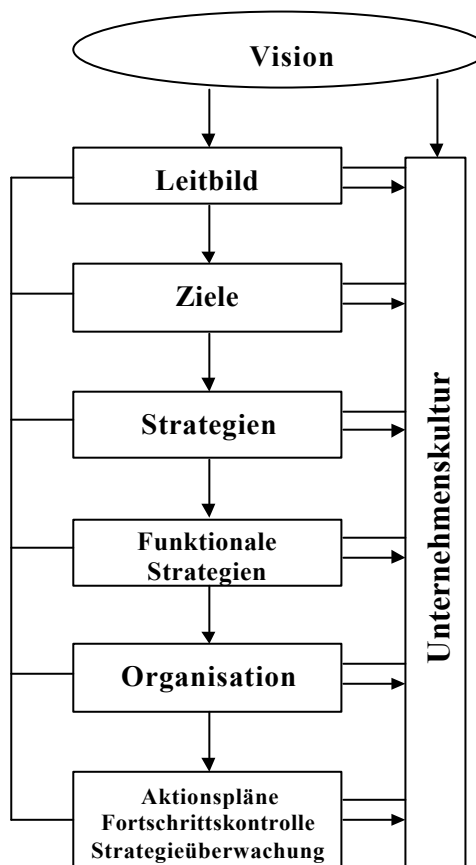 Vision
Leitbild
Ziele
Strategien
Funktionale
Strategien
Organisation
Aktionspläne
Fortschrittskontrolle
Strategieüberwachung
Unternehmenskultur